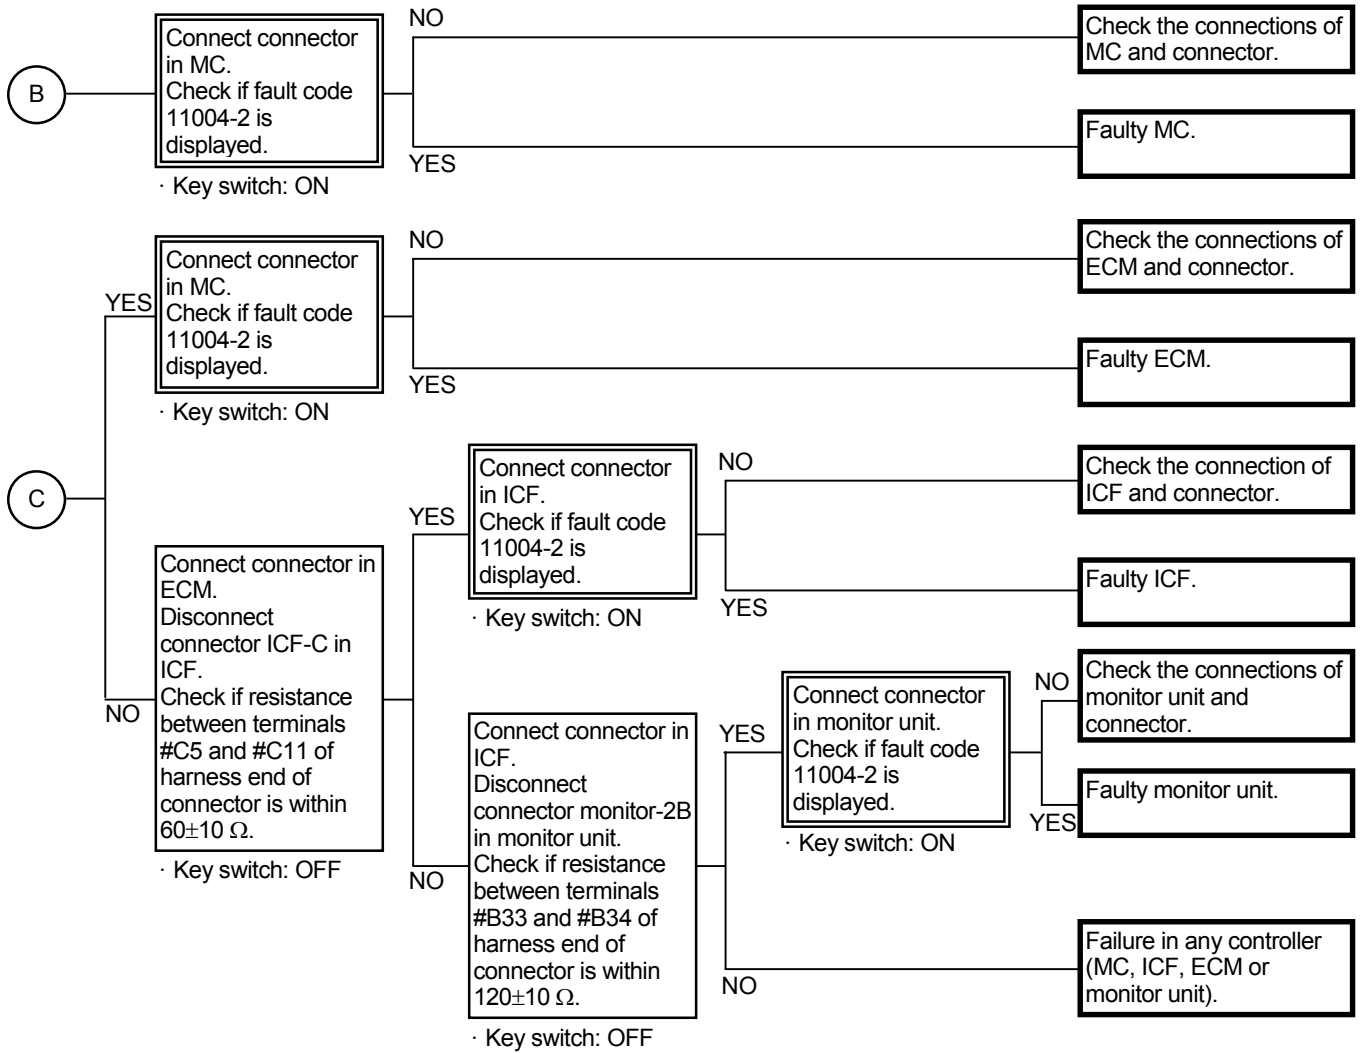 B
Connect connector
in MC.
Check if fault code
11004-2 is
displayed.
· Key switch: ON
NO
Check the connections of
MC and connector.
YES
Faulty MC.
C
YES
Connect connector
in MC.
Check if fault code
11004-2 is
displayed.
· Key switch: ON
NO
Check the connections of
ECM and connector.
YES
Faulty ECM.
NO
Connect connector in
ECM.
Disconnect
connector ICF-C in
ICF.
Check if resistance
between terminals
#C5 and #C11 of
harness end of
connector is within
60±10 Ω.
· Key switch: OFF
YES
Connect connector
in ICF.
Check if fault code
11004-2 is
displayed.
· Key switch: ON
NO
Check the connection of
ICF and connector.
YES
Faulty ICF.
NO
Connect connector in
ICF.
Disconnect
connector monitor-2B
in monitor unit.
Check if resistance
between terminals
#B33 and #B34 of
harness end of
connector is within
120±10 Ω.
· Key switch: OFF
YES
Connect connector
in monitor unit.
Check if fault code
11004-2 is
displayed.
· Key switch: ON
NO
Check the connections of
monitor unit and
connector.
YES
Faulty monitor unit.
NO
Failure in any controller
(MC, ICF, ECM or
monitor unit).